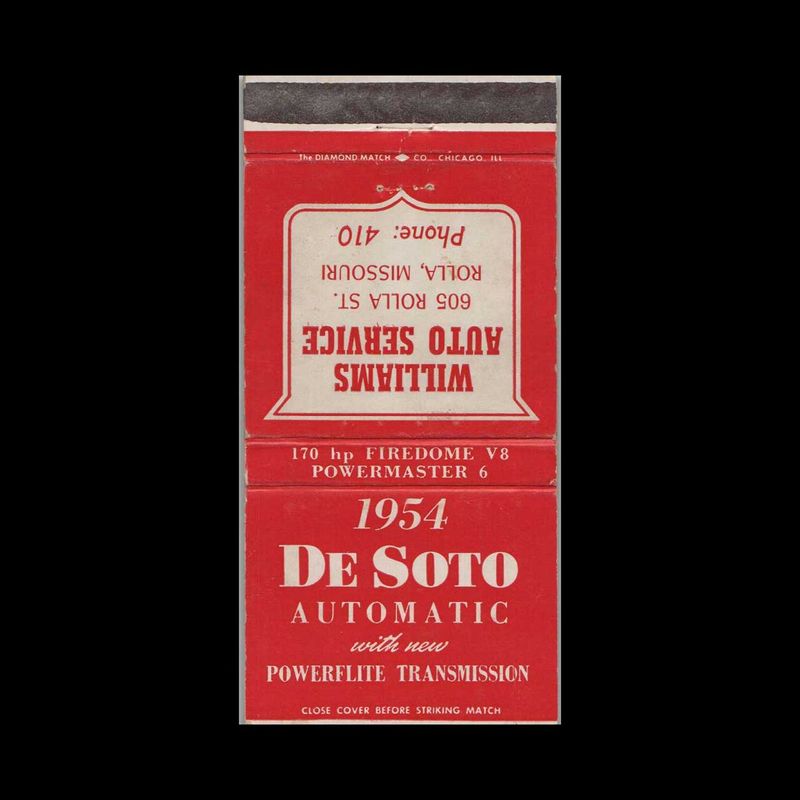 The DIAMOND MATCH CO., CHICAGO, ILL
WILLIAMS
AUTO SERVICE
605 ROLLA ST.
ROLLA, MISSOURI
Phone: 410
170 hp FIREDOME V8
POWERMASTER 6
1954
DE SOTO
AUTOMATIC
with new
POWERFLITE TRANSMISSION
CLOSE COVER BEFORE STRIKING MATCH